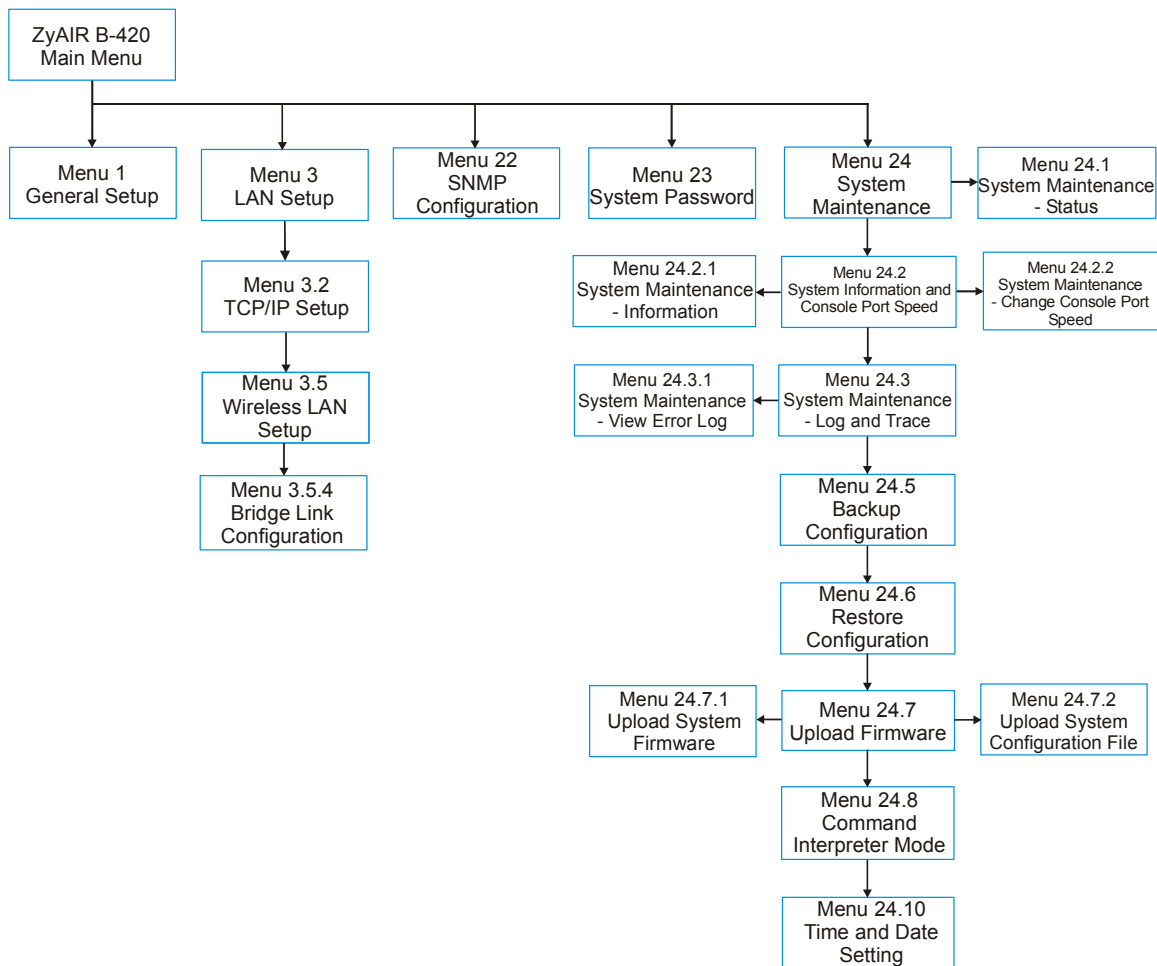 ZyAIR B-420
Main Menu
Menu 1
General Setup
Menu 3
LAN Setup
Menu 22
SNMP
Configuration
Menu 23
System Password
Menu 24
System
Maintenance
Menu 24.1
System Maintenance
- Status
Menu 3.2
TCP/IP Setup
Menu 24.2.1
System Maintenance
- Information
Menu 24.2
System Information and
Console Port Speed
Menu 24.2.2
System Maintenance
- Change Console Port
Speed
Menu 3.5
Wireless LAN
Setup
Menu 24.3.1
System Maintenance
- View Error Log
Menu 24.3
System Maintenance
- Log and Trace
Menu 3.5.4
Bridge Link
Configuration
Menu 24.5
Backup
Configuration
Menu 24.6
Restore
Configuration
Menu 24.7.1
Upload System
Firmware
Menu 24.7
Upload Firmware
Menu 24.7.2
Upload System
Configuration File
Menu 24.8
Command
Interpreter Mode
Menu 24.10
Time and Date
Setting